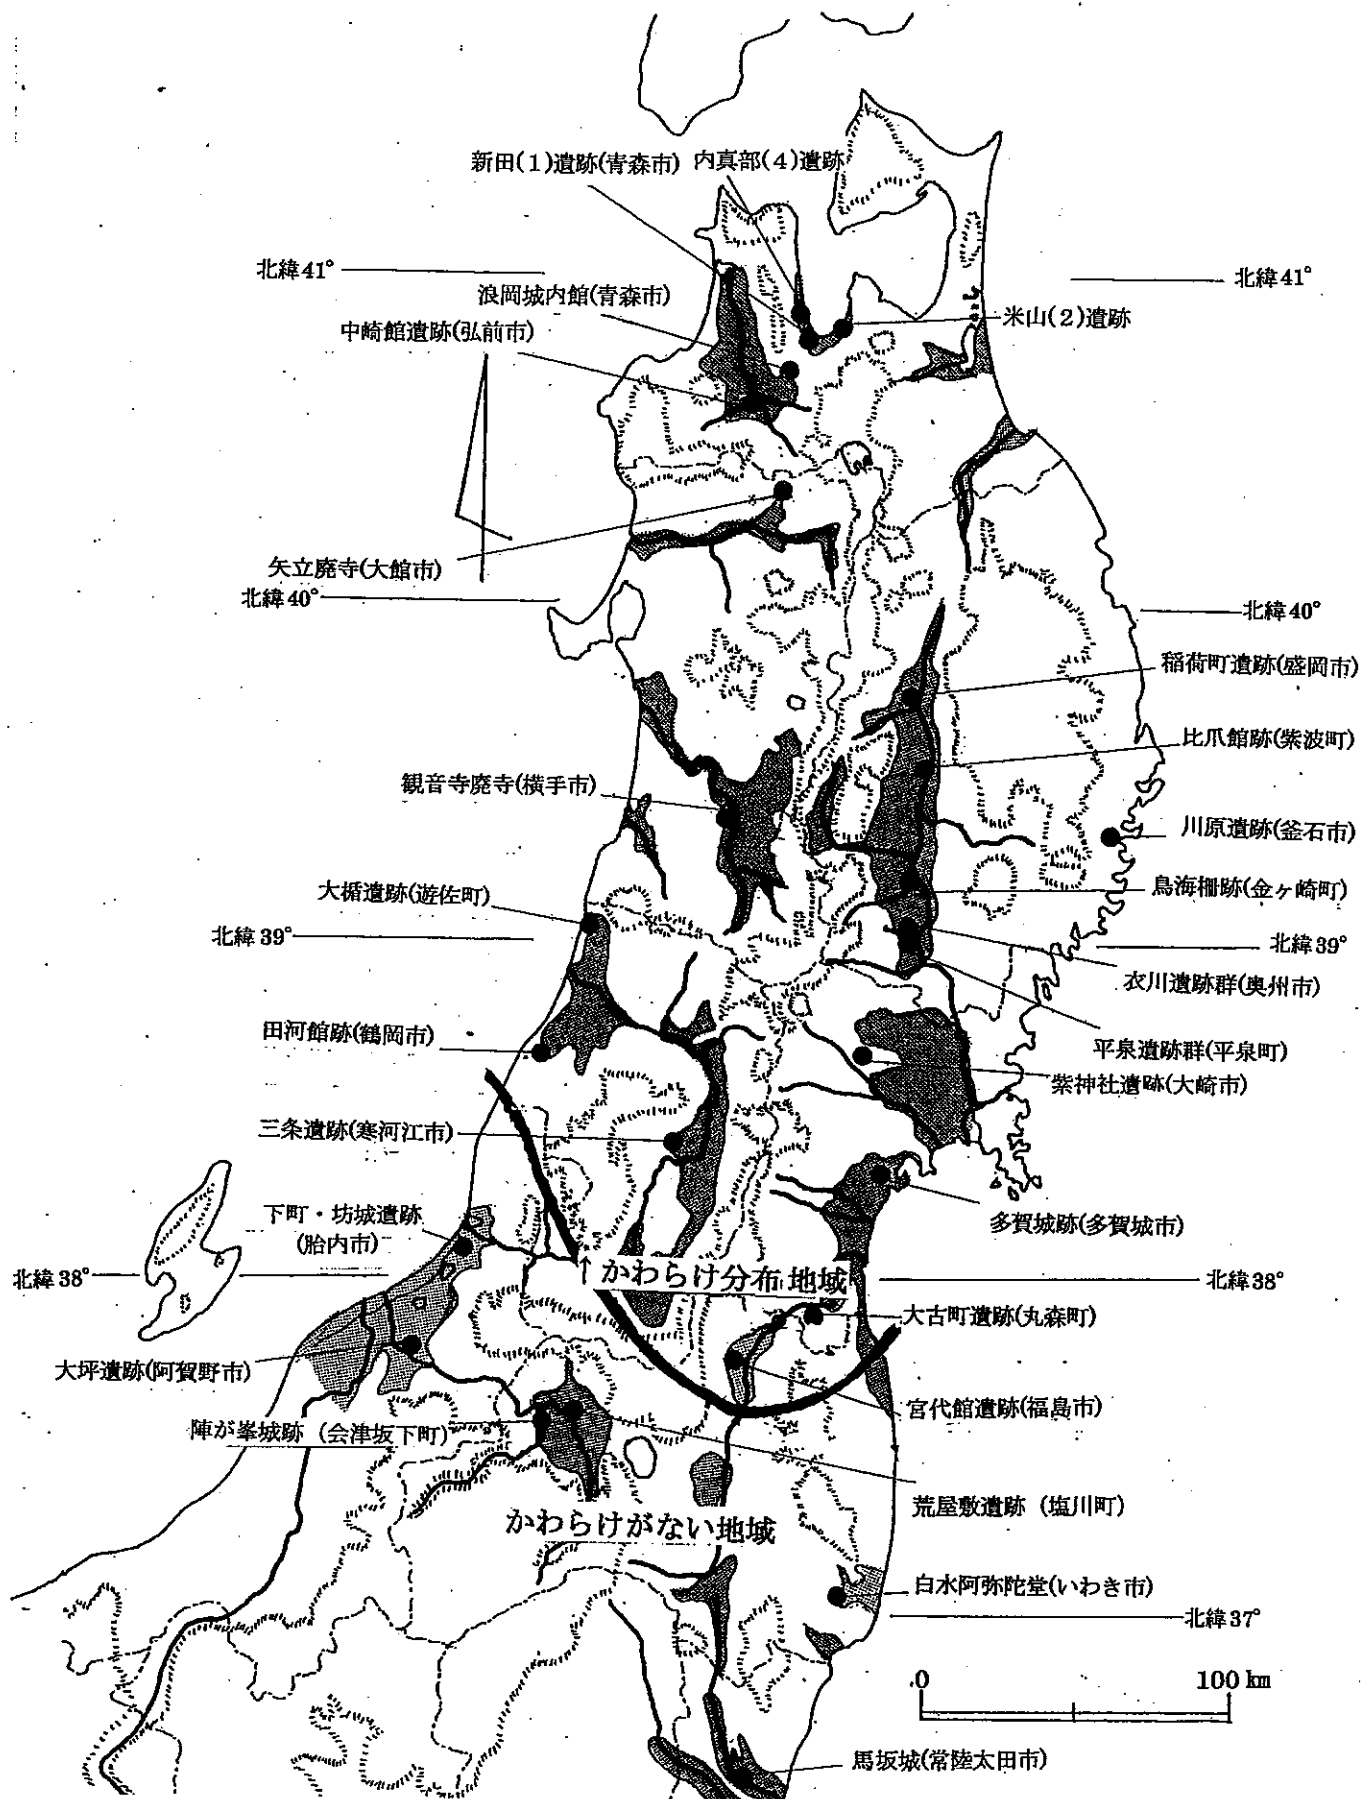 新田(1)遺跡(青森市)
内真部(4)遺跡
北緯41°
北緯41°
浪岡城内館(青森市)
米山(2)遺跡
中崎館遺跡(弘前市)
矢立廃寺(大館市)
北緯40°
北緯40°
稲荷町遺跡(盛岡市)
比爪館跡(紫波町)
観音寺廃寺(横手市)
川原遺跡(釜石市)
大楯遺跡(遊佐町)
鳥海柵跡(金ヶ崎町)
北緯39°
北緯39°
衣川遺跡群(奥州市)
田河館跡(鶴岡市)
平泉遺跡群(平泉町)
紫神社遺跡(大崎市)
三条遺跡(寒河江市)
下町・坊城遺跡
(胎内市)
多賀城跡(多賀城市)
北緯38°
↑かわらけ分布地域
北緯38°
大古町遺跡(丸森町)
大坪遺跡(阿賀野市)
宮代館遺跡(福島市)
陣が峯城跡（会津坂下町）
荒屋敷遺跡（塩川町）
かわらけがない地域
白水阿弥陀堂(いわき市)
北緯37°
0
100 km
馬坂城(常陸太田市)